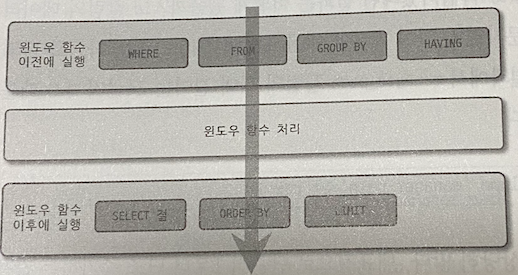 윈도우 함수
이전에 실행
WHERE
FROM
GROUP BY
HAVING
윈도우 함수 처리
윈도우 함수
이후에 실행
SELECT 절
ORDER BY
LIMIT